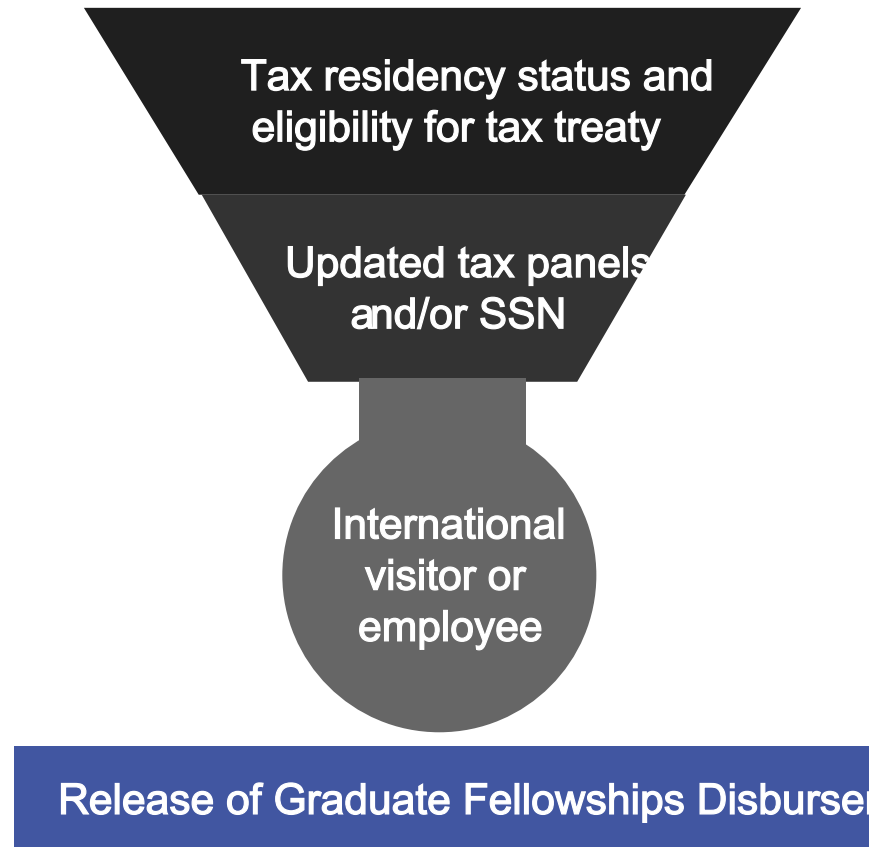 Tax residency status and
eligibility for tax treaty
Updated tax panels
and/or SSN
International
visitor or
employee
Release of Graduate Fellowships